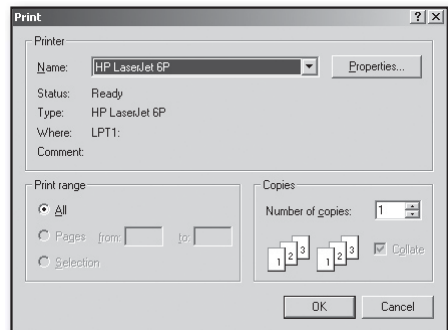 Print
Printer
Name: HP LaserJet 6P Properties...
Status: Ready
Type: HP LaserJet 6P
Where: LPT1:
Comment:
Print range
All
Pages from: to:
Selection
Copies
Number of copies: 1
1 2 3 1 2 3
Collate
OK Cancel